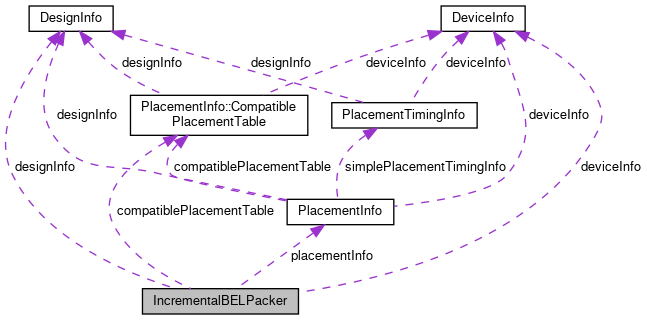 DesignInfo
DeviceInfo
designInfo
designInfo
deviceInfo
deviceInfo
PlacementInfo::Compatible
PlacementTable
PlacementTimingInfo
designInfo
deviceInfo
designInfo
compatiblePlacementTable
simplePlacementTimingInfo
deviceInfo
compatiblePlacementTable
PlacementInfo
placementInfo
IncrementalBELPacker